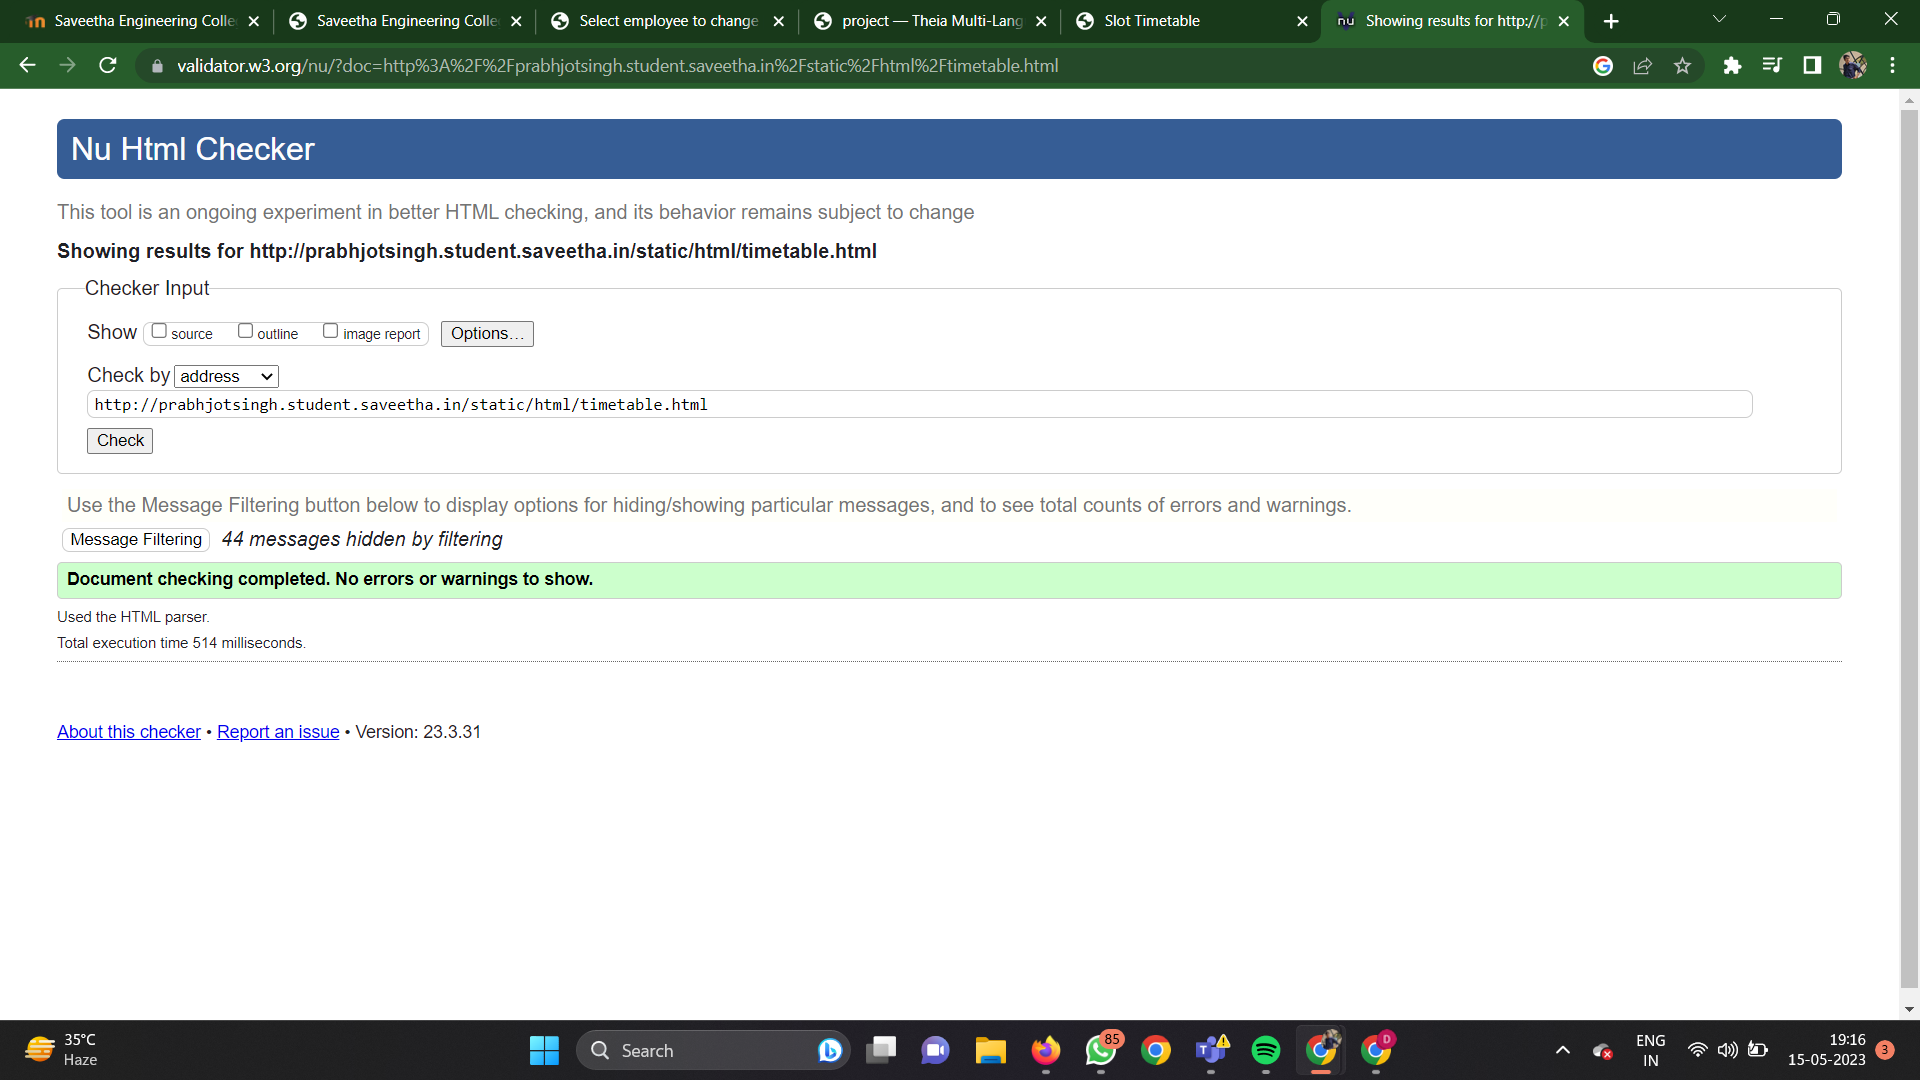 Saveetha Engineering Colle
Saveetha Engineering Colle
Select employee to change
project — Theia Multi-Lang
Slot Timetable
nu Showing results for http://p
validator.w3.org/nu/?doc=http%3A%2F%2Fprabhjotsingh.student.saveetha.in%2Fstatic%2Fhtml%2Ftimetable.html
Nu Html Checker
This tool is an ongoing experiment in better HTML checking, and its behavior remains subject to change
Showing results for http://prabhjotsingh.student.saveetha.in/static/html/timetable.html
Checker Input
Show source outline image report Options...
Check by address
http://prabhjotsingh.student.saveetha.in/static/html/timetable.html
Check
Use the Message Filtering button below to display options for hiding/showing particular messages, and to see total counts of errors and warnings.
Message Filtering 44 messages hidden by filtering
Document checking completed. No errors or warnings to show.
Used the HTML parser.
Total execution time 514 milliseconds.
About this checker • Report an issue • Version: 23.3.31
35°C
Haze
Search
85
D
ENG
IN
19:16
15-05-2023
3